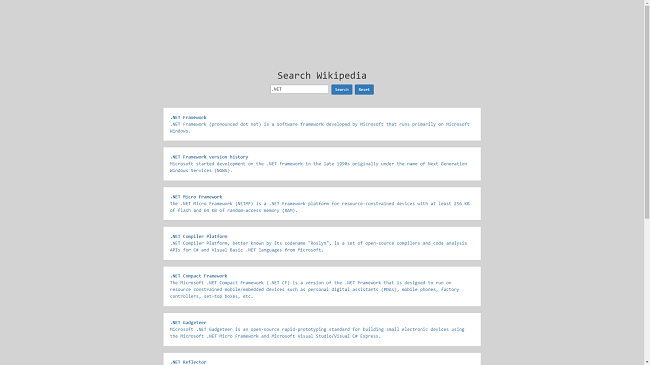 Search Wikipedia
.NET
Search
Reset
.NET Framework
.NET Framework (pronounced dot net) is a software framework developed by Microsoft that runs primarily on Microsoft
Windows.
.NET Framework version history
Microsoft started development on the .NET Framework in the late 1990s originally under the name of Next Generation
Windows Services (NGWS).
.NET Micro Framework
The .NET Micro Framework (NETMF) is a .NET Framework platform for resource-constrained devices with at least 256 KB
of flash and 64 KB of random-access memory (RAM).
.NET Compiler Platform
.NET Compiler Platform, better known by its codename "Roslyn", is a set of open-source compilers and code analysis
APIs for C# and Visual Basic .NET languages from Microsoft.
.NET Compact Framework
The Microsoft .NET Compact Framework (.NET CF) is a version of the .NET Framework that is designed to run on
resource constrained mobile/embedded devices such as personal digital assistants (PDAs), mobile phones, factory
controllers, set-top boxes, etc.
.NET Gadgeteer
Microsoft .NET Gadgeteer is an open-source rapid-prototyping standard for building small electronic devices using
the Microsoft .NET Micro Framework and Microsoft Visual Studio/Visual C# Express.
.NET Reflector